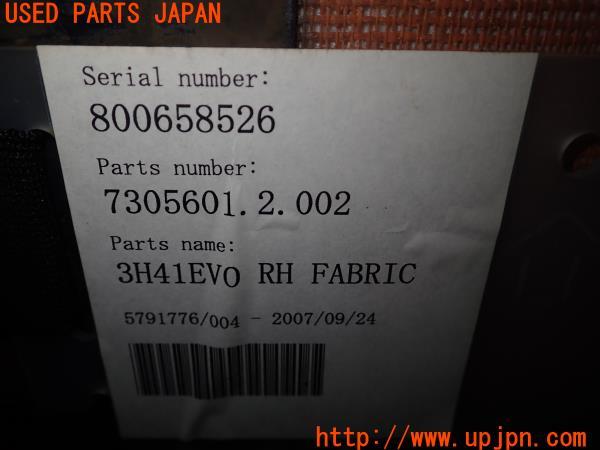 USED PARTS JAPAN
Serial number:
800658526
Parts number:
7305601.2.002
Parts name:
3H41EVO RH FABRIC
5791776/004 - 2007/09/24
UPJ
http://www.upjpn.com/